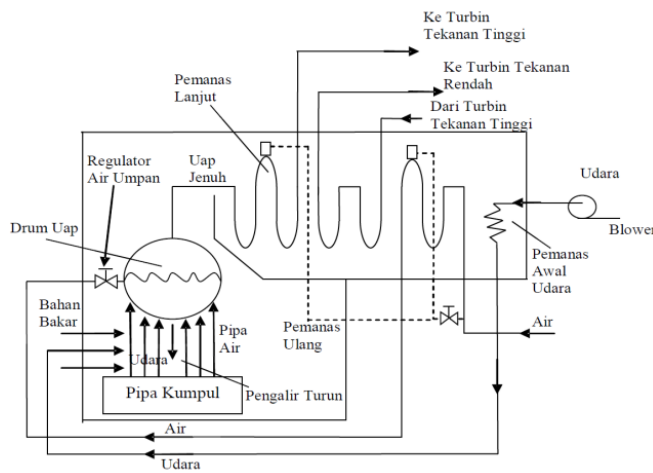 Ke Turbin
Tekanan Tinggi
Pemanas
Lanjut
Ke Turbin Tekanan
Rendah
Dari Turbin
Tekanan Tinggi
Regulator
Air Umpan
Uap
Jenuh
Udara
Blower
Drum Uap
Pemanas
Awal
Udara
Bahan
Bakar
Pipa
Air
Pemanas
Ulang
Air
Udara
Pipa Kumpul
Pengalir Turun
Air
Udara